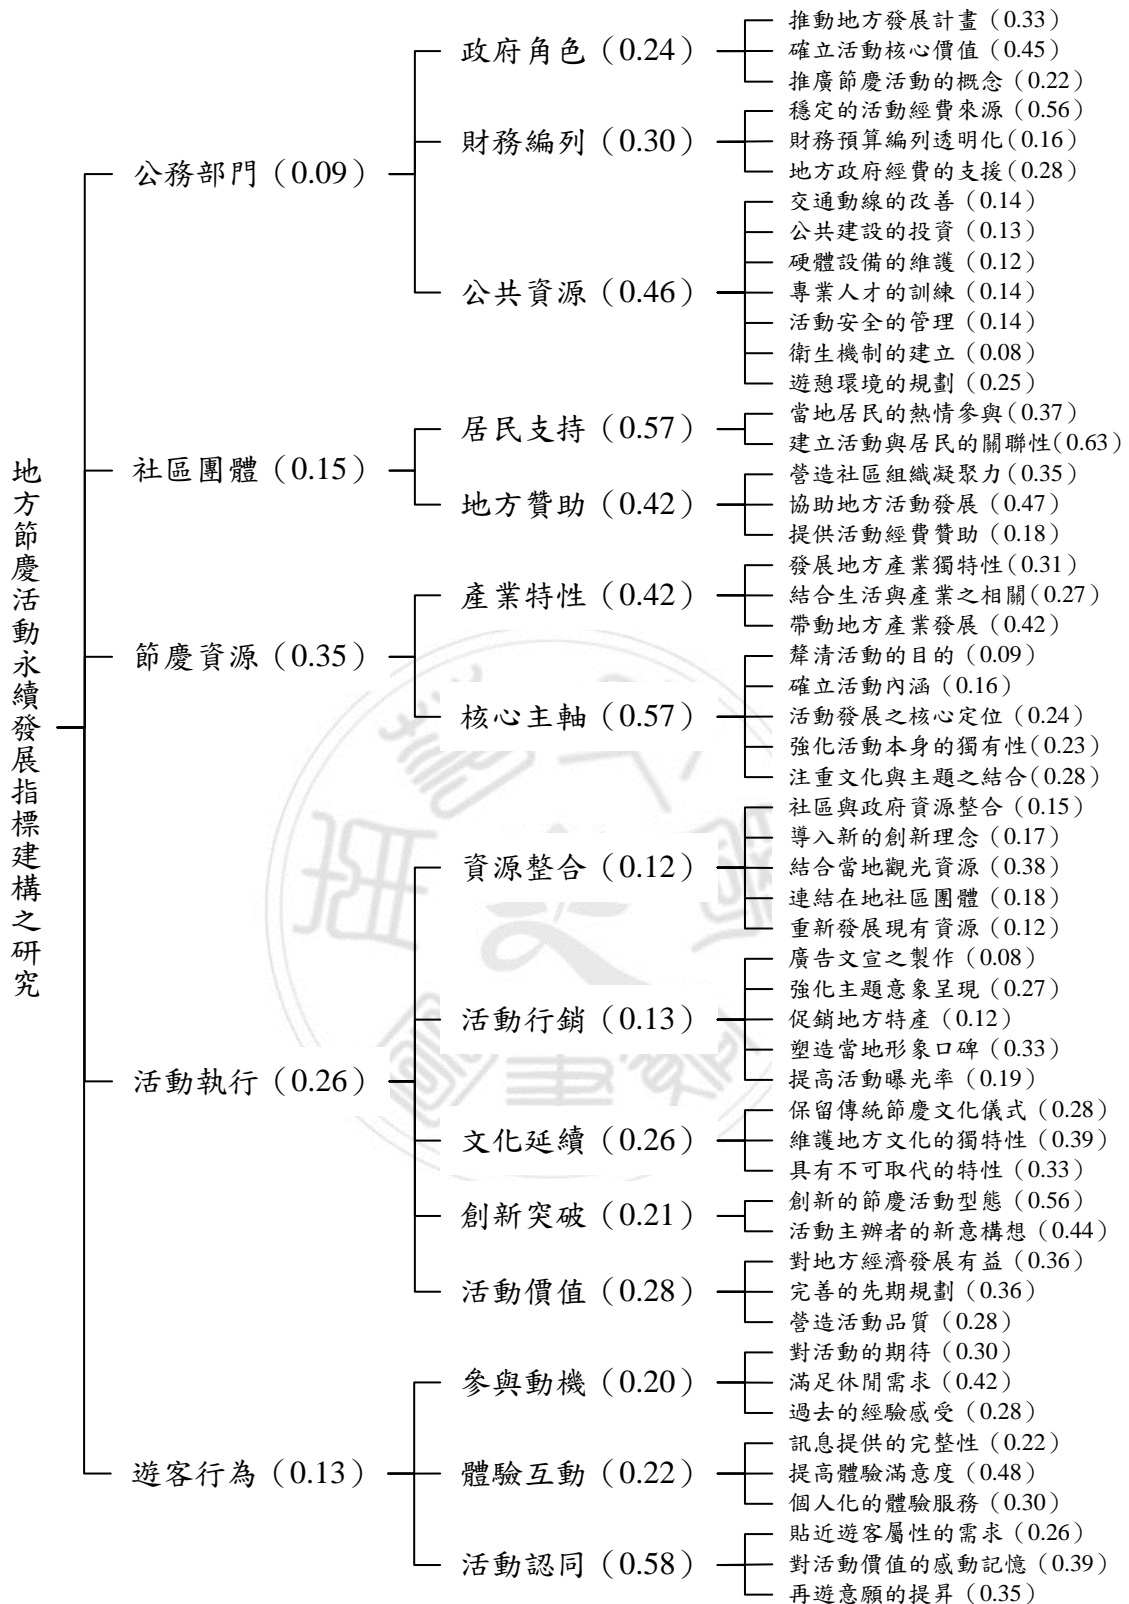 地方節慶活動永續發展指標建構之研究
公務部門（0.09）
政府角色（0.24）
推動地方發展計畫（0.33）
確立活動核心價值（0.45）
推廣節慶活動的概念（0.22）
財務編列（0.30）
穩定的活動經費來源（0.56）
財務預算編列透明化(0.16）
地方政府經費的支援(0.28）
公共資源（0.46）
交通動線的改善（0.14）
公共建設的投資（0.13）
硬體設備的維護（0.12）
專業人才的訓練（0.14）
活動安全的管理（0.14）
衛生機制的建立（0.08）
遊憩環境的規劃（0.25）
社區團體（0.15）
居民支持（0.57）
當地居民的熱情參與(0.37）
建立活動與居民的關聯性(0.63）
地方贊助（0.42）
營造社區組織凝聚力（0.35）
協助地方活動發展（0.47）
提供活動經費贊助（0.18）
節慶資源（0.35）
產業特性（0.42）
發展地方產業獨特性(0.31）
結合生活與產業之相關(0.27）
帶動地方產業發展（0.42）
核心主軸（0.57）
釐清活動的目的（0.09）
確立活動內涵（0.16）
活動發展之核心定位（0.24）
強化活動本身的獨有性(0.23）
注重文化與主題之結合(0.28）
活動執行（0.26）
資源整合（0.12）
社區與政府資源整合（0.15）
導入新的創新理念（0.17）
結合當地觀光資源（0.38）
連結在地社區團體（0.18）
重新發展現有資源（0.12）
活動行銷（0.13）
廣告文宣之製作（0.08）
強化主題意象呈現（0.27）
促銷地方特產（0.12）
塑造當地形象口碑（0.33）
提高活動曝光率（0.19）
文化延續（0.26）
保留傳統節慶文化儀式（0.28）
維護地方文化的獨特性（0.39）
具有不可取代的特性（0.33）
創新突破（0.21）
創新的節慶活動型態（0.56）
活動主辦者的新意構想（0.44）
活動價值（0.28）
對地方經濟發展有益（0.36）
完善的先期規劃（0.36）
營造活動品質（0.28）
遊客行為（0.13）
參與動機（0.20）
對活動的期待（0.30）
滿足休閒需求（0.42）
過去的經驗感受（0.28）
體驗互動（0.22）
訊息提供的完整性（0.22）
提高體驗滿意度（0.48）
個人化的體驗服務（0.30）
活動認同（0.58）
貼近遊客屬性的需求（0.26）
對活動價值的感動記憶（0.39）
再遊意願的提昇（0.35）